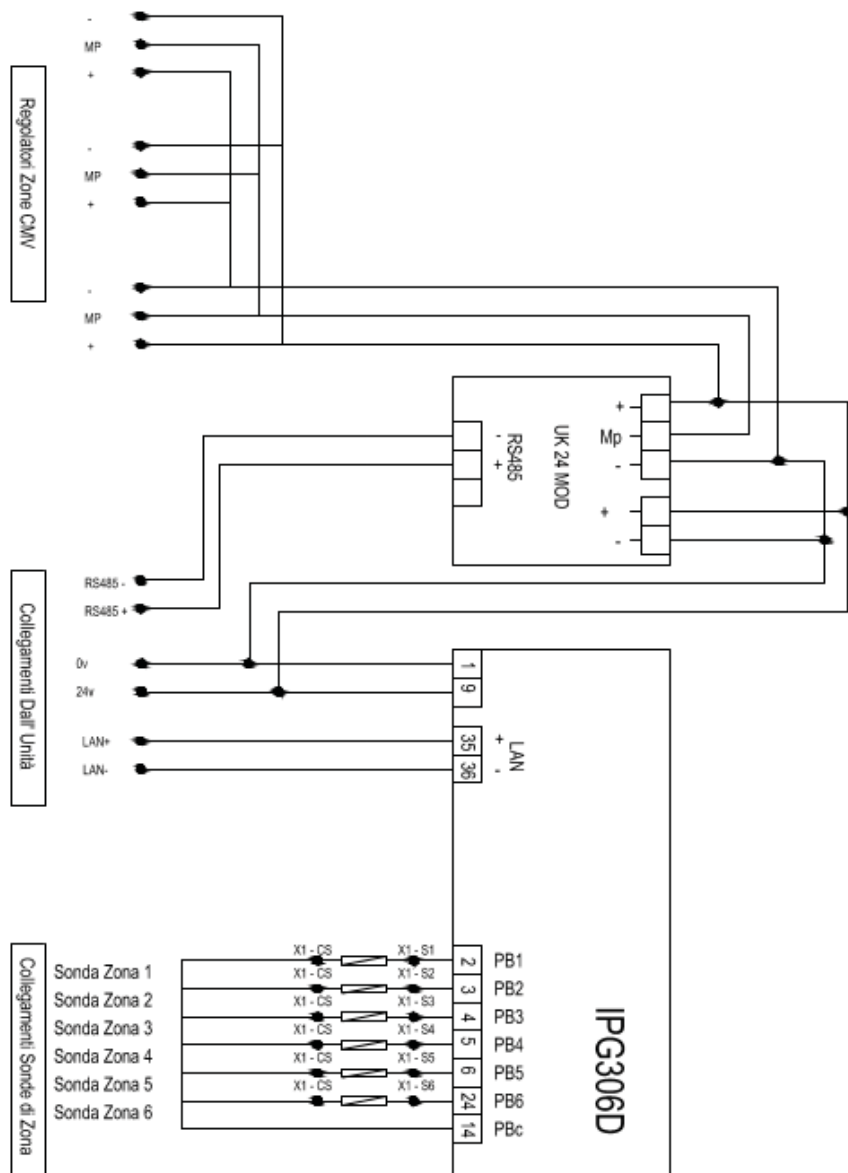 Regolatori Zone CMV
-
MP
+
-
MP
+
-
MP
+
UK 24 MOD
+
Mp
-
+
-
RS485
-
+
Collegamenti Dall' Unità
RS485 -
RS485 +
0v
24v
LAN+
LAN-
1
9
35
36
+
-
LAN
IPG306D
Collegamenti Sonde di Zona
Sonda Zona 1
Sonda Zona 2
Sonda Zona 3
Sonda Zona 4
Sonda Zona 5
Sonda Zona 6
X1 - CS X1 - S1 2 PB1
X1 - CS X1 - S2 3 PB2
X1 - CS X1 - S3 4 PB3
X1 - CS X1 - S4 5 PB4
X1 - CS X1 - S5 6 PB5
X1 - CS X1 - S6 24 PB6
14 PBc